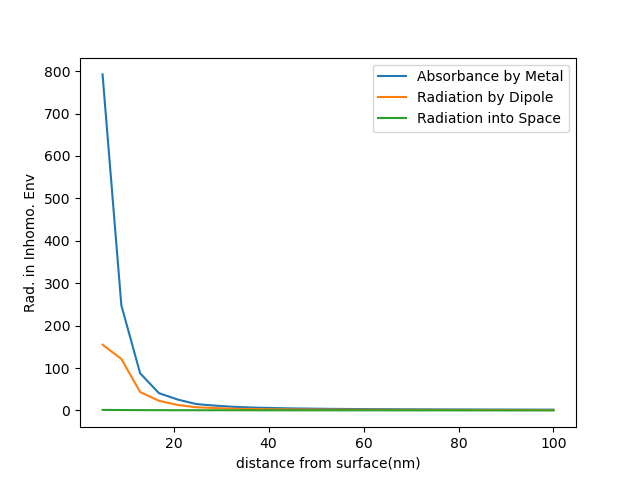 Absorbance by Metal
Radiation by Dipole
Radiation into Space
Rad. in Inhomo. Env
800
700
600
500
400
300
200
100
0
20
40
60
80
100
distance from surface(nm)